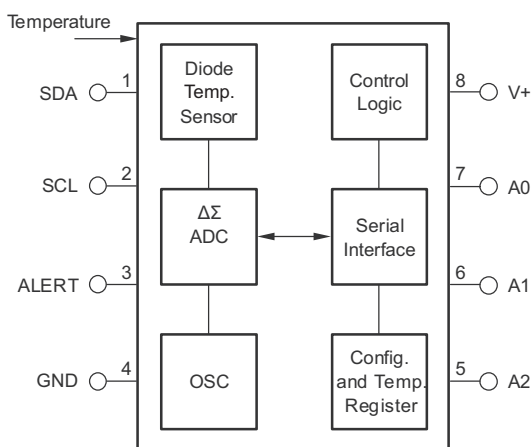 Temperature
SDA
1
SCL
2
ALERT
3
GND
4
Diode
Temp.
Sensor
ΔΣ
ADC
OSC
Control
Logic
Serial
Interface
Config.
and Temp.
Register
8
V+
7
A0
6
A1
5
A2